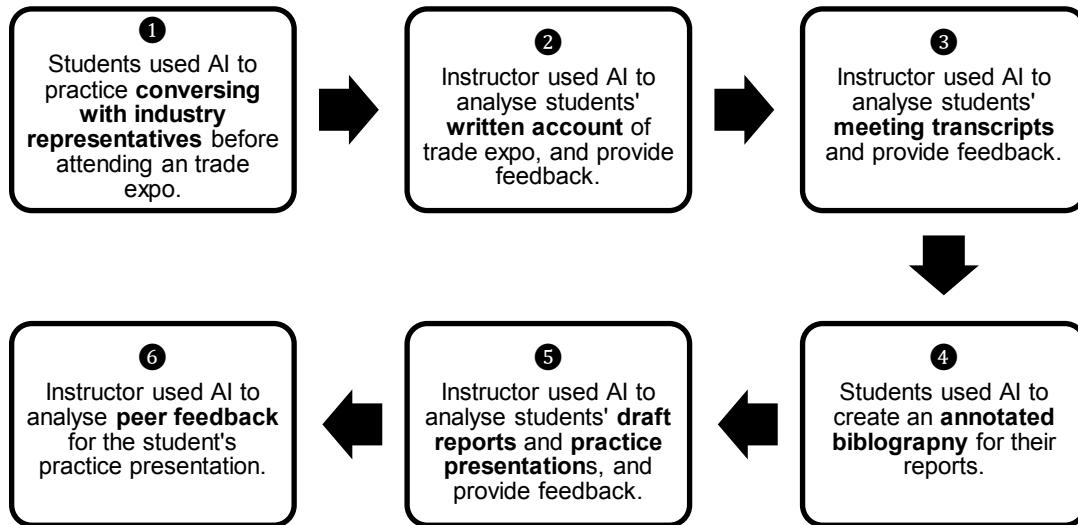 ❶
Students used AI to
practice conversing
with industry
representatives before
attending an trade
expo.
❷
Instructor used AI to
analyse students'
written account of
trade expo, and provide
feedback.
❸
Instructor used AI to
analyse students'
meeting transcripts
and provide feedback.
❹
Students used AI to
create an annotated
biblograpny for their
reports.
❺
Instructor used AI to
analyse students' draft
reports and practice
presentations, and
provide feedback.
❻
Instructor used AI to
analyse peer feedback
for the student's
practice presentation.